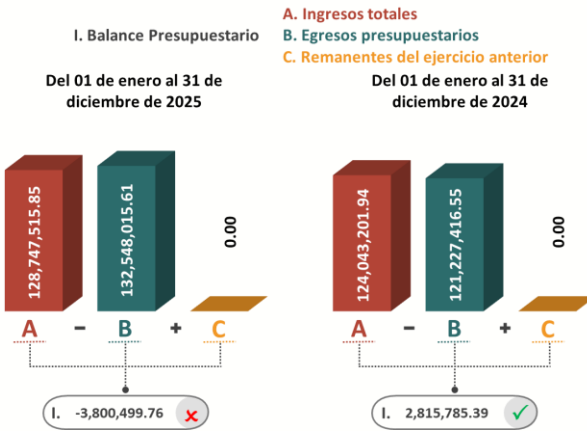 A. Ingresos totales
I. Balance Presupuestario
B. Egresos presupuestarios
C. Remanentes del ejercicio anterior
Del 01 de enero al 31 de
diciembre de 2025
128,747,515.85
132,548,015.61
0.00
A - B + C
I. -3,800,499.76
Del 01 de enero al 31 de
diciembre de 2024
124,043,201.94
121,227,416.55
0.00
A - B + C
I. 2,815,785.39